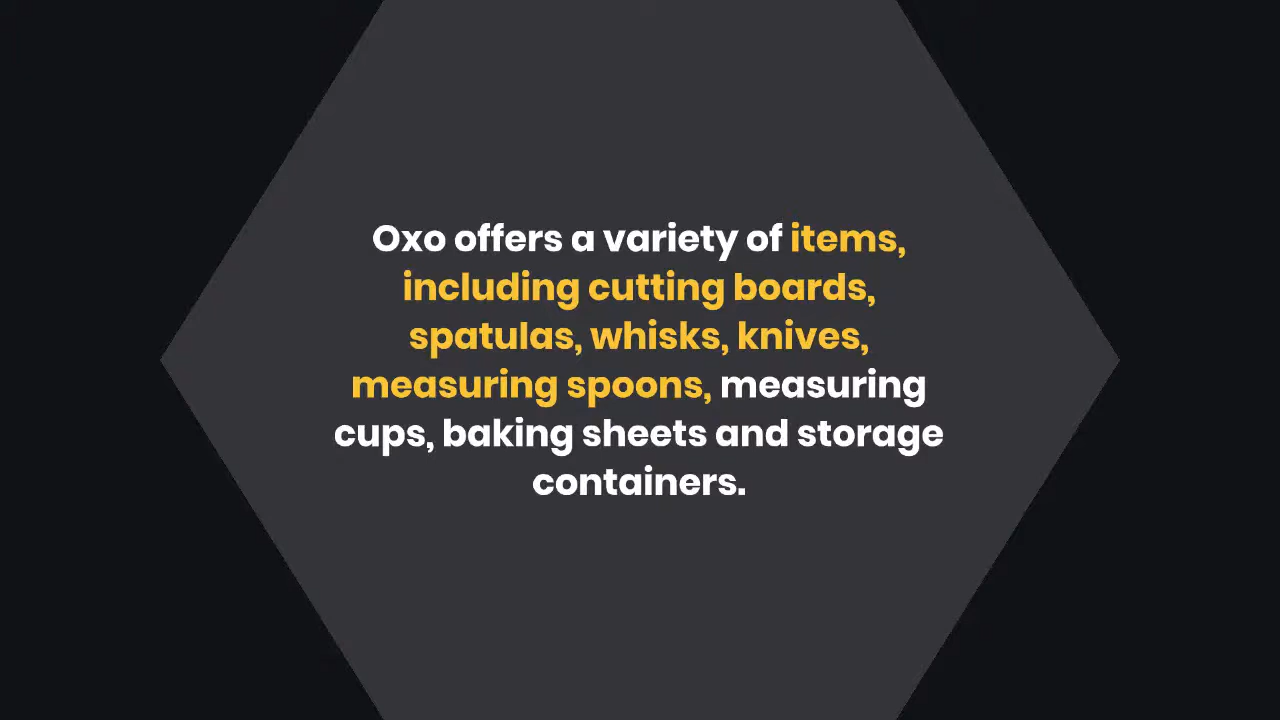 Oxo offers a variety of items,
including cutting boards,
spatulas, whisks, knives,
measuring spoons, measuring
cups, baking sheets and storage
containers.